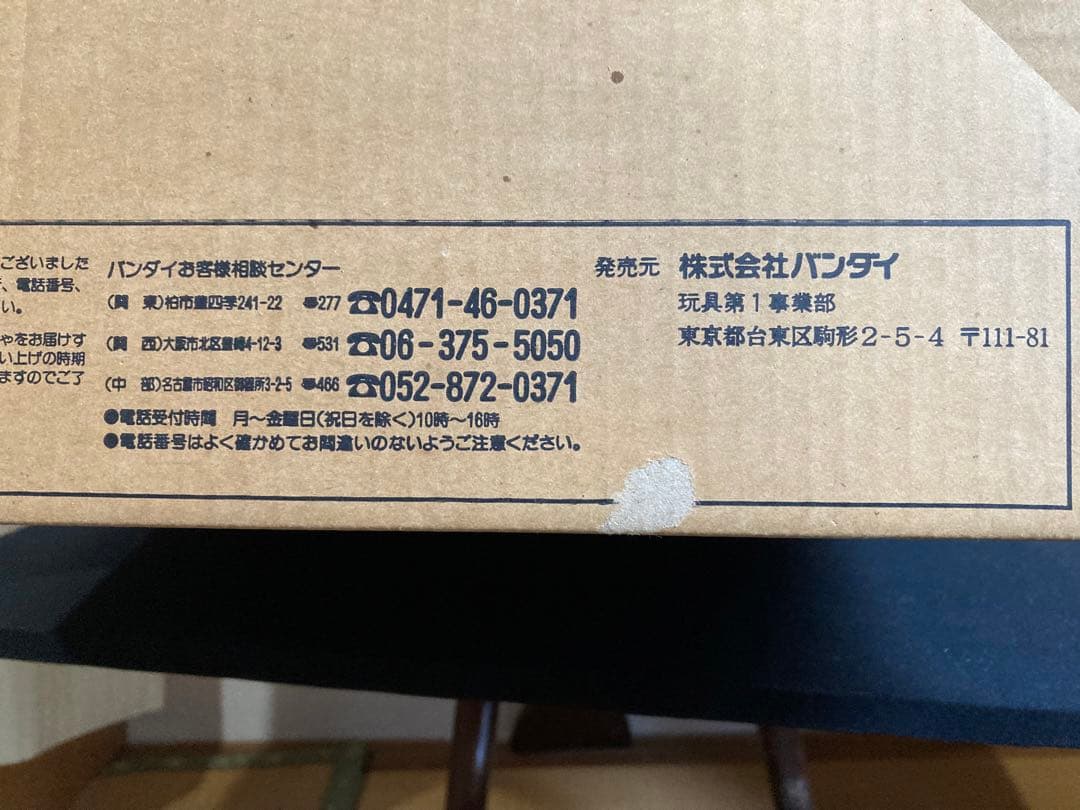 ございました
、電話番号、
い。
ゃをお届けす
い上げの時期
ますのでご了
バンダイお客様相談センター
(関 東)柏市豊四季241-22 〠277 ☎0471-46-0371
(関 西)大阪市北区豊崎4-12-3 〠531 ☎06-375-5050
(中 部)名古屋市昭和区御器所3-2-5 〠466 ☎052-872-0371
●電話受付時間 月〜金曜日(祝日を除く)10時〜16時
●電話番号はよく確かめてお間違いのないようご注意ください。
発売元 株式会社バンダイ
玩具第1事業部
東京都台東区駒形2-5-4 〒111-81